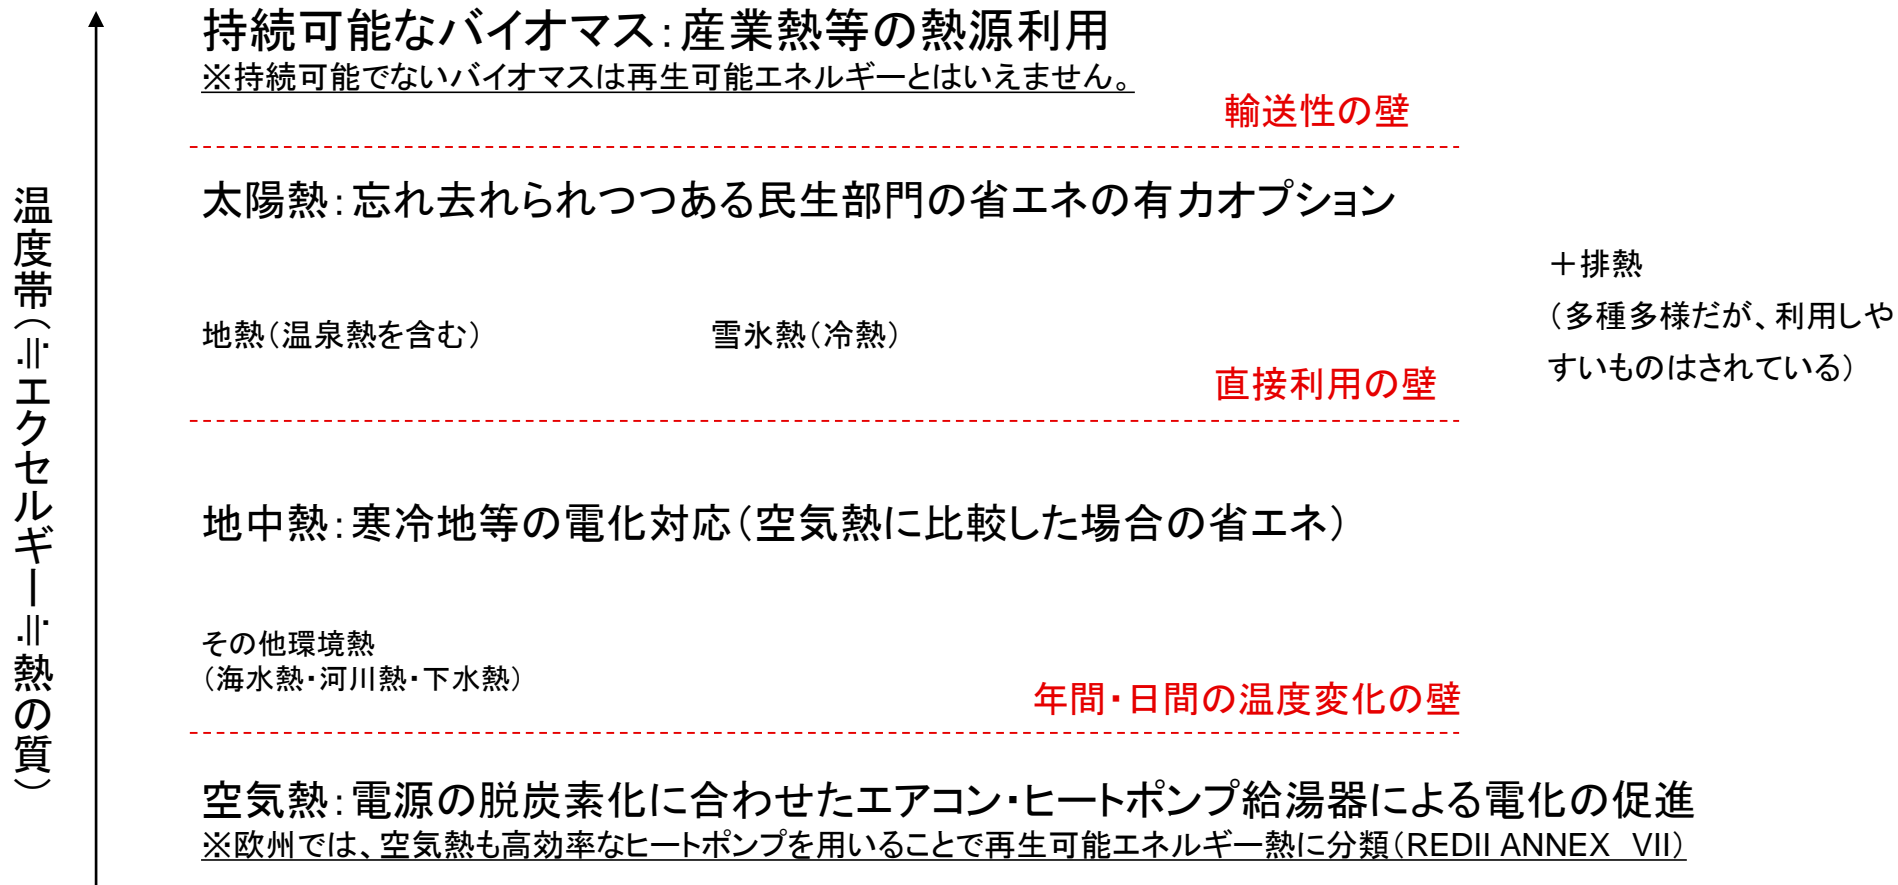 持続可能なバイオマス：産業熱等の熱源利用
※持続可能でないバイオマスは再生可能エネルギーとはいえません。
輸送性の壁
太陽熱：忘れ去れられつつある民生部門の省エネの有力オプション
地熱（温泉熱を含む）
雪氷熱（冷熱）
直接利用の壁
＋排熱
（多種多様だが、利用しや
すいものはされている）
温度帯（≒エクセルギー≒熱の質）
地中熱：寒冷地等の電化対応（空気熱に比較した場合の省エネ）
その他環境熱
（海水熱・河川熱・下水熱）
年間・日間の温度変化の壁
空気熱：電源の脱炭素化に合わせたエアコン・ヒートポンプ給湯器による電化の促進
※欧州では、空気熱も高効率なヒートポンプを用いることで再生可能エネルギー熱に分類（REDII ANNEX　VII）